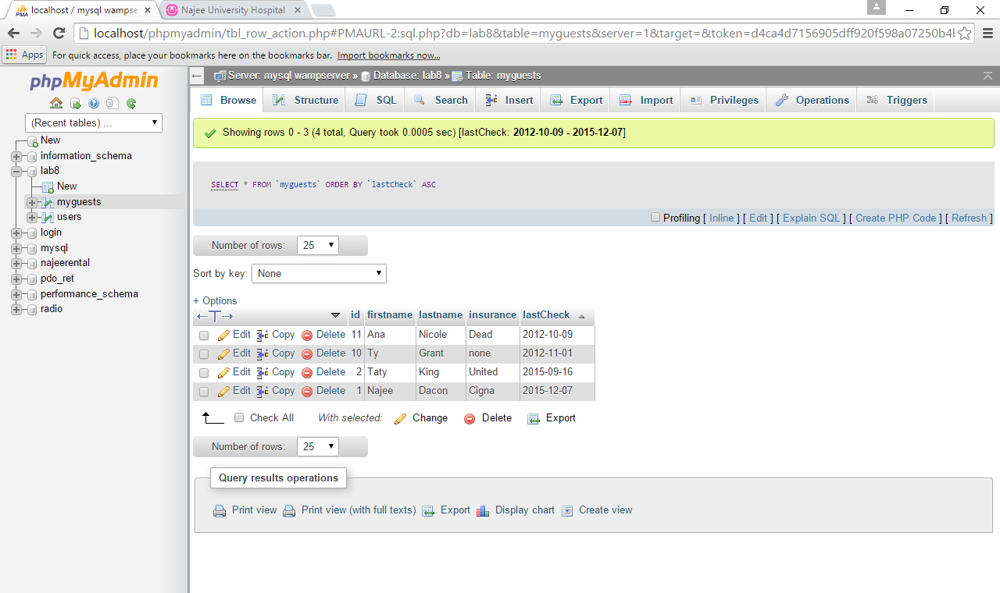 localhost / mysql wampse
Najee University Hospital
localhost/phpmyadmin/tbl_row_action.php#PMAURL-2:sql.php?db=lab8&table=myguests&server=1&target=&token=d4ca4d7156905dff920f598a07250b4l
Apps For quick access, place your bookmarks here on the bookmarks bar. Import bookmarks now...
phpMyAdmin
(Recent tables) ...
New
information_schema
lab8
New
myguests
users
login
mysql
najeerental
pdo_ret
performance_schema
radio
Server: mysql wampserver » Database: lab8 » Table: myguests
Browse Structure SQL Search Insert Export Import Privileges Operations Triggers
Showing rows 0 - 3 (4 total, Query took 0.0005 sec) [lastCheck: 2012-10-09 - 2015-12-07]
SELECT * FROM `myguests` ORDER BY `lastCheck` ASC
Profiling [ Inline ] [ Edit ] [ Explain SQL ] [ Create PHP Code ] [ Refresh ]
Number of rows: 25
Sort by key: None
+ Options
id firstname lastname insurance lastCheck
Edit Copy Delete 11 Ana Nicole Dead 2012-10-09
Edit Copy Delete 10 Ty Grant none 2012-11-01
Edit Copy Delete 2 Taty King United 2015-09-16
Edit Copy Delete 1 Najee Dacon Cigna 2015-12-07
Check All With selected: Change Delete Export
Number of rows: 25
Query results operations
Print view Print view (with full texts) Export Display chart Create view